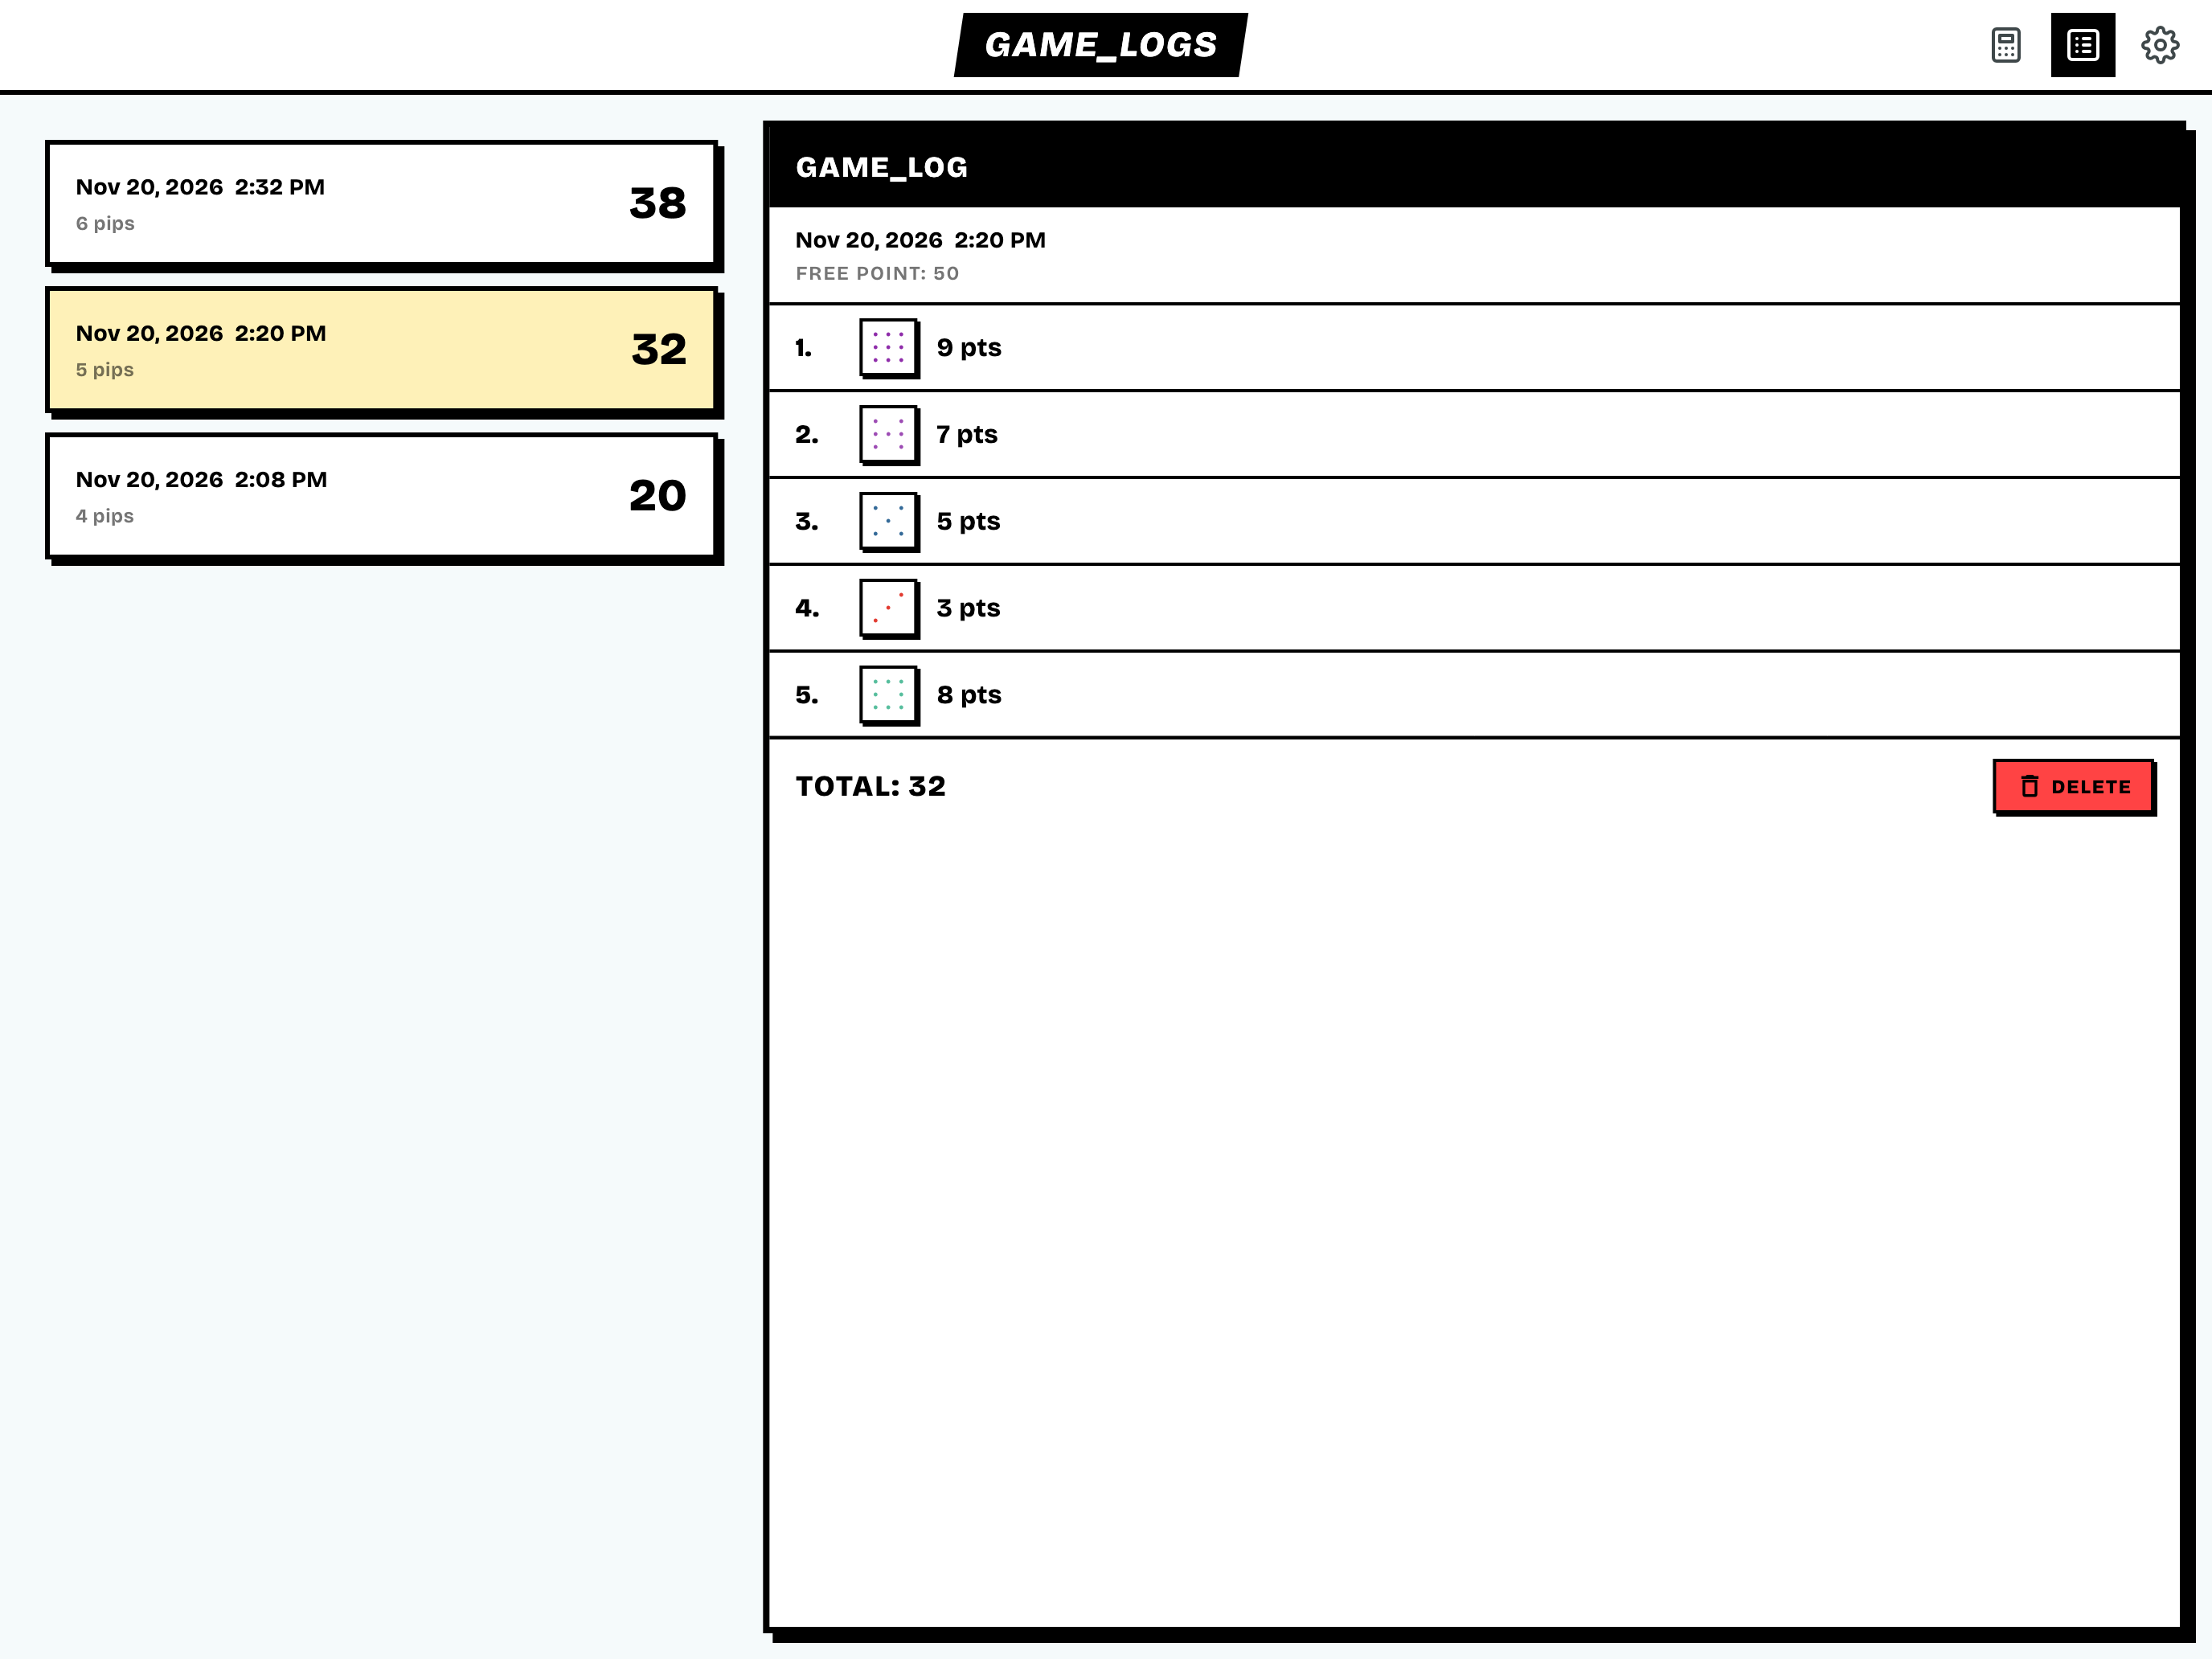 GAME_LOGS
Nov 20, 2026 2:32 PM
6 pips
38
Nov 20, 2026 2:20 PM
5 pips
32
Nov 20, 2026 2:08 PM
4 pips
20
GAME_LOG
Nov 20, 2026 2:20 PM
FREE POINT: 50
1. 9 pts
2. 7 pts
3. 5 pts
4. 3 pts
5. 8 pts
TOTAL: 32
DELETE